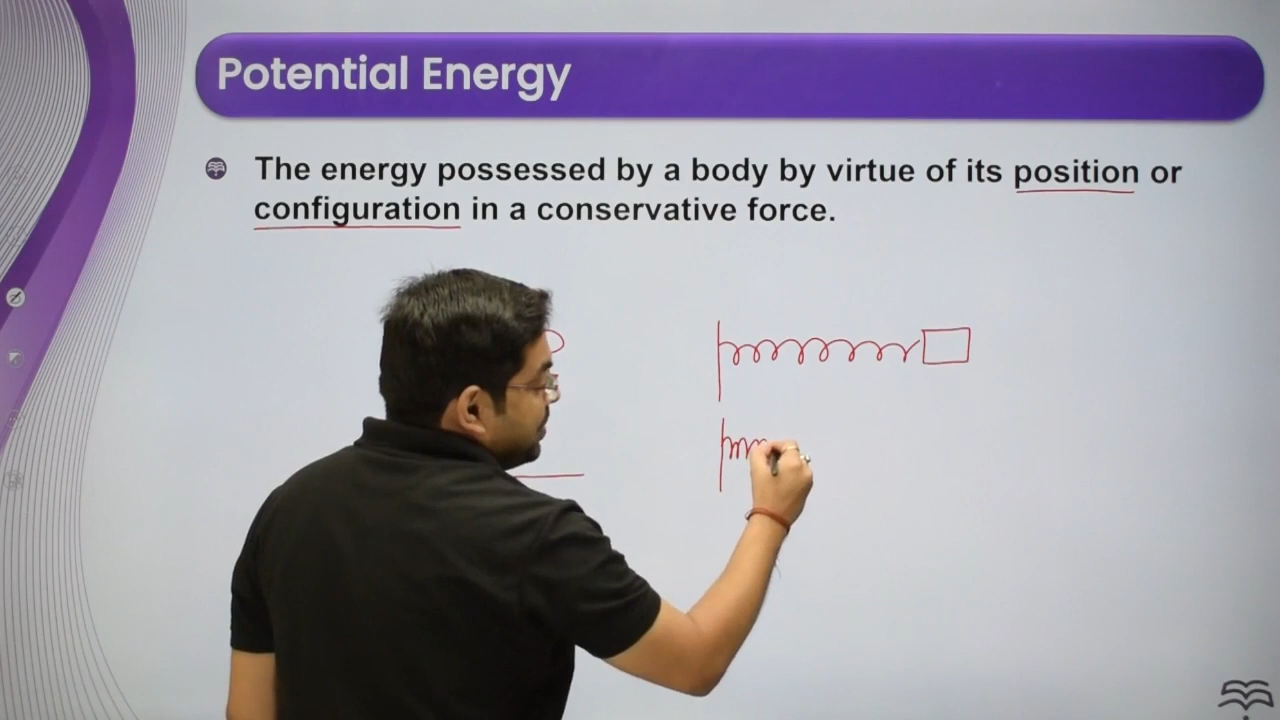 Potential Energy
The energy possessed by a body by virtue of its position or
configuration in a conservative force.